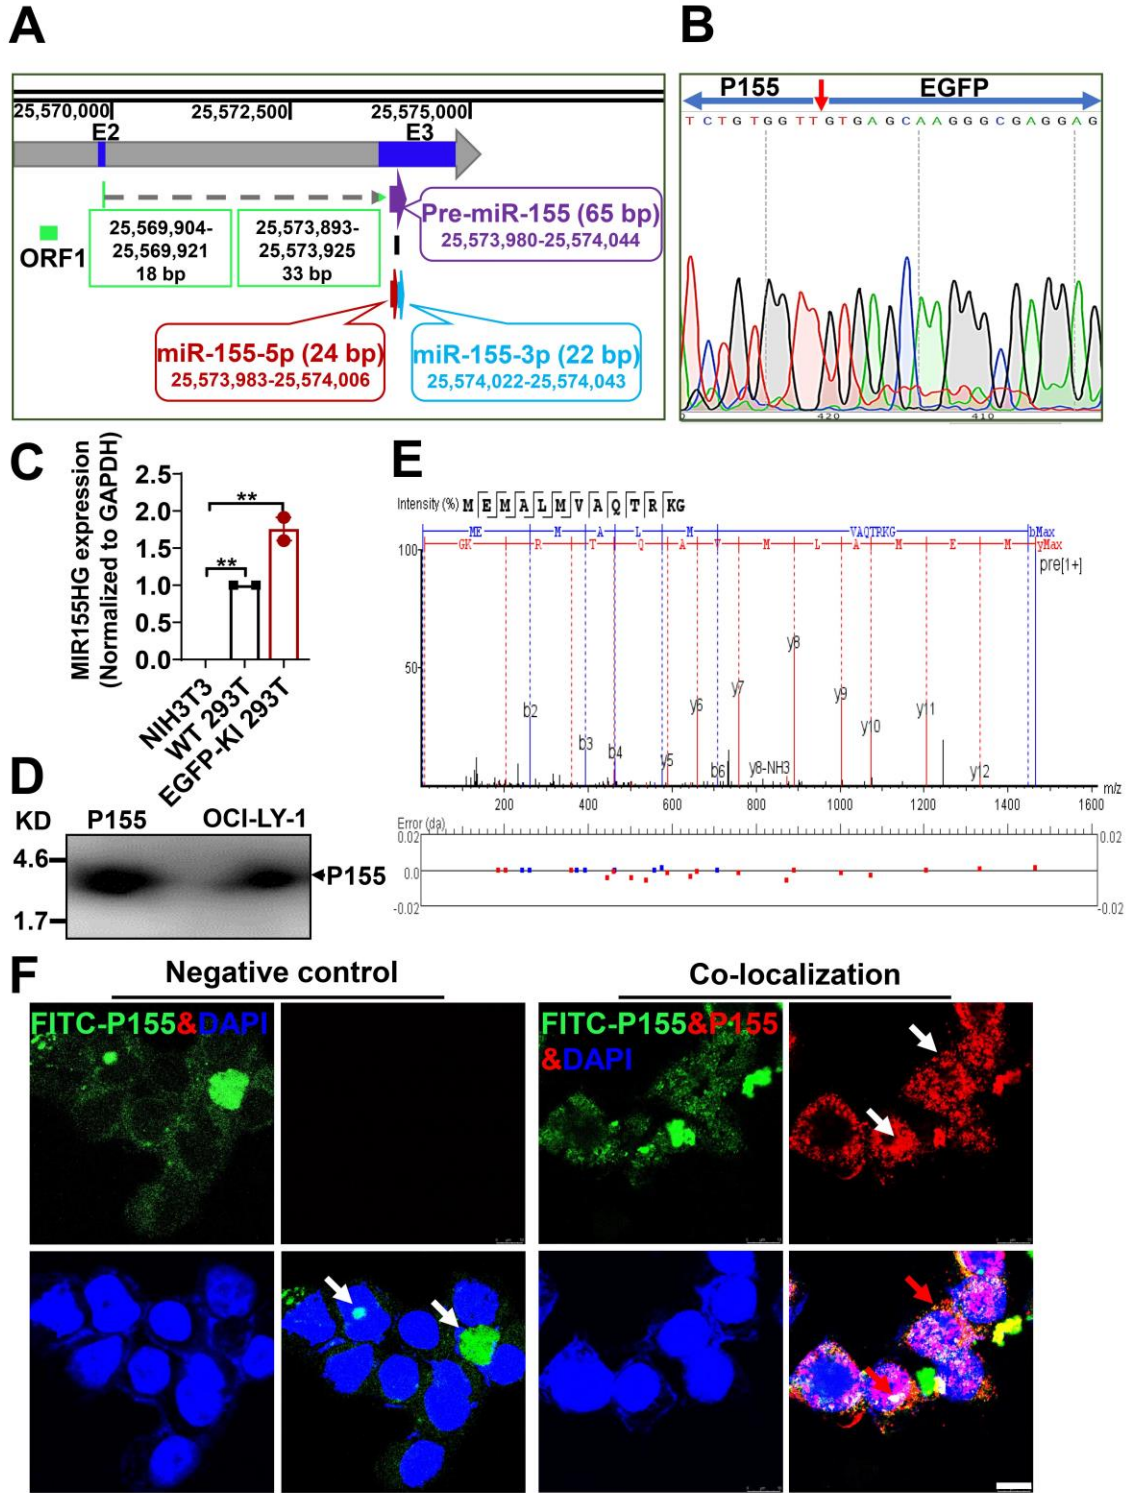 A
25,570,000
25,572,500
25,575,000
E2
E3
ORF1
25,569,904-
25,569,921
18 bp
25,573,893-
25,573,925
33 bp
Pre-miR-155 (65 bp)
25,573,980-25,574,044
miR-155-5p (24 bp)
25,573,983-25,574,006
miR-155-3p (22 bp)
25,574,022-25,574,043
B
P155
EGFP
T C T G T G G T T G T G A G C A A G G G C G A G G A G
420
410
C
MIR155HG expression
(Normalized to GAPDH)
2.5
2.0
1.5
1.0
0.5
0.0
**
**
NIH3T3
WT 293T
EGFP-KI 293T
D
KD
P155
OCI-LY-1
4.6
1.7
P155
E
Intensity (%)
M E M A L M V A Q T R KG
ME M A L M VAQTRKG bMax
GK R T Q A V M L A M E M yMax
pre[1+]
100
50
b2
b3
b4
y5
y6
b6
y7
y8-NH3
y8
y9
y10
y11
y12
200 400 600 800 1000 1200 1400 1600 m/z
Error (da)
0.02
0.0
-0.02
0.02
0.0
-0.02
F
Negative control
FITC-P155&DAPI
Co-localization
FITC-P155&P155
&DAPI